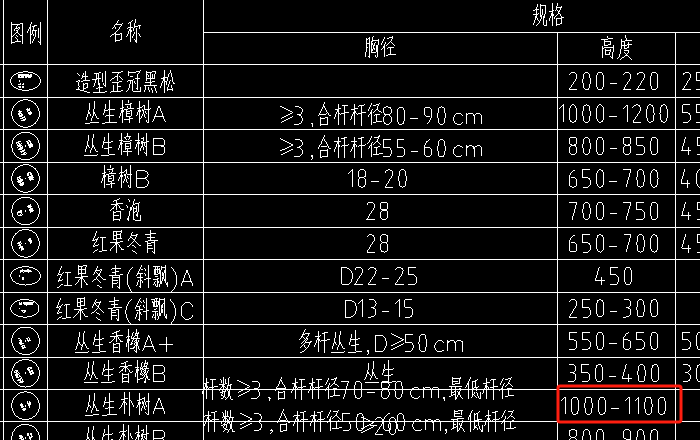 图例 名称 规格
胸径 高度
造型歪冠黑松 200-220 25
丛生樟树A ≥3,合杆杆径80-90cm 1000-1200 55
丛生樟树B ≥3,合杆杆径55-60cm 800-850 45
樟树B 18-20 650-700 40
香泡 28 700-750 45
红果冬青 28 650-700 45
红果冬青(斜飘)A D22-25 450
红果冬青(斜飘)C D13-15 250-300
丛生香橼A+ 多杆丛生,D≥50cm 550-650 50
丛生香橼B 丛生 350-400 30
丛生朴树A 杆数≥3,合杆杆径70-80cm,最低杆径 1000-1100
丛生朴树B 杆数≥3,合杆杆径50-60cm,最低杆径 800-900
≥20